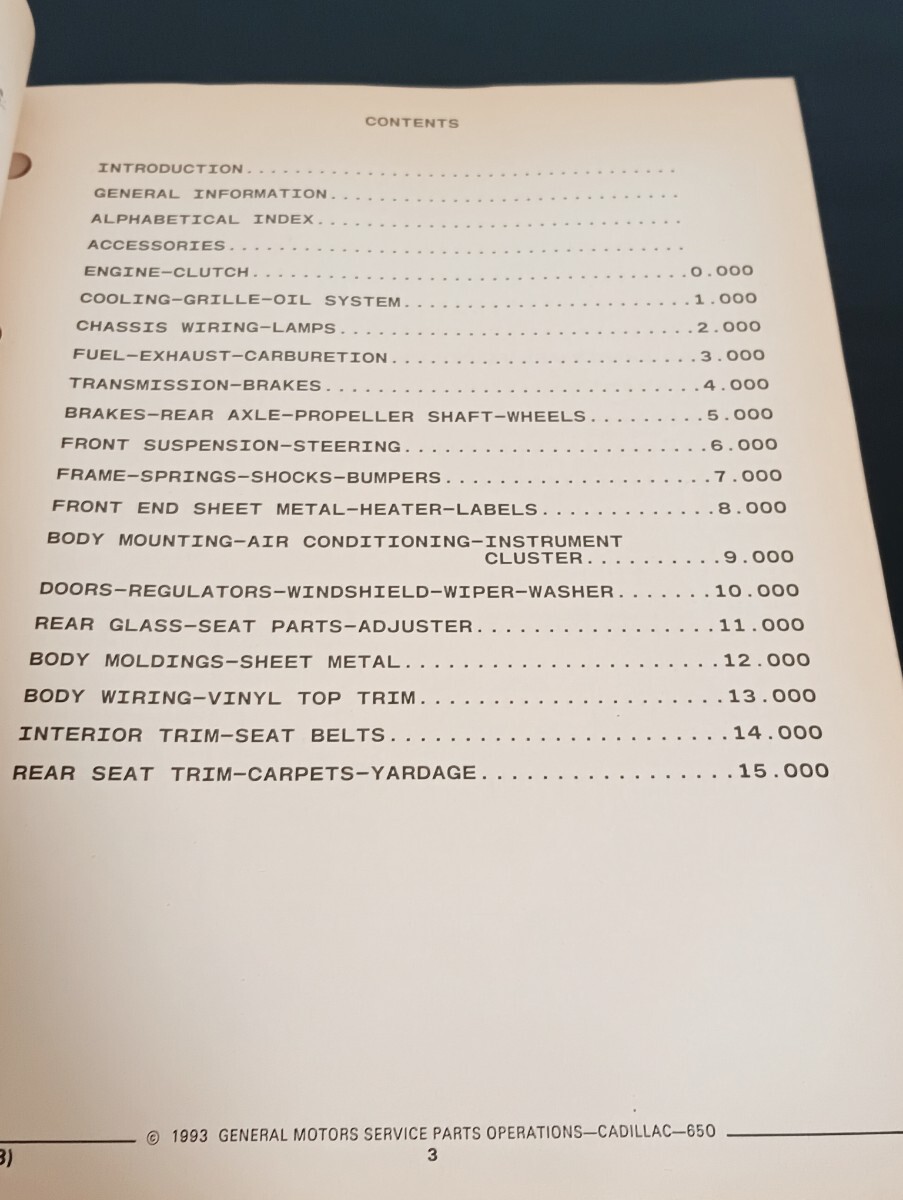 CONTENTS
INTRODUCTION....................................
GENERAL INFORMATION.............................
ALPHABETICAL INDEX..............................
ACCESSORIES......................................
ENGINE—CLUTCH...................................0.000
COOLING—GRILLE—OIL SYSTEM.......................1.000
CHASSIS WIRING—LAMPS............................2.000
FUEL—EXHAUST—CARBURETION........................3.000
TRANSMISSION—BRAKES.............................4.000
BRAKES—REAR AXLE—PROPELLER SHAFT—WHEELS.........5.000
FRONT SUSPENSION—STEERING.......................6.000
FRAME—SPRINGS—SHOCKS—BUMPERS....................7.000
FRONT END SHEET METAL—HEATER—LABELS.............8.000
BODY MOUNTING—AIR CONDITIONING—INSTRUMENT
CLUSTER..........9.000
DOORS—REGULATORS—WINDSHIELD—WIPER—WASHER.......10.000
REAR GLASS—SEAT PARTS—ADJUSTER.................11.000
BODY MOLDINGS—SHEET METAL......................12.000
BODY WIRING—VINYL TOP TRIM.....................13.000
INTERIOR TRIM—SEAT BELTS.......................14.000
REAR SEAT TRIM—CARPETS—YARDAGE.................15.000
© 1993 GENERAL MOTORS SERVICE PARTS OPERATIONS—CADILLAC—650
3